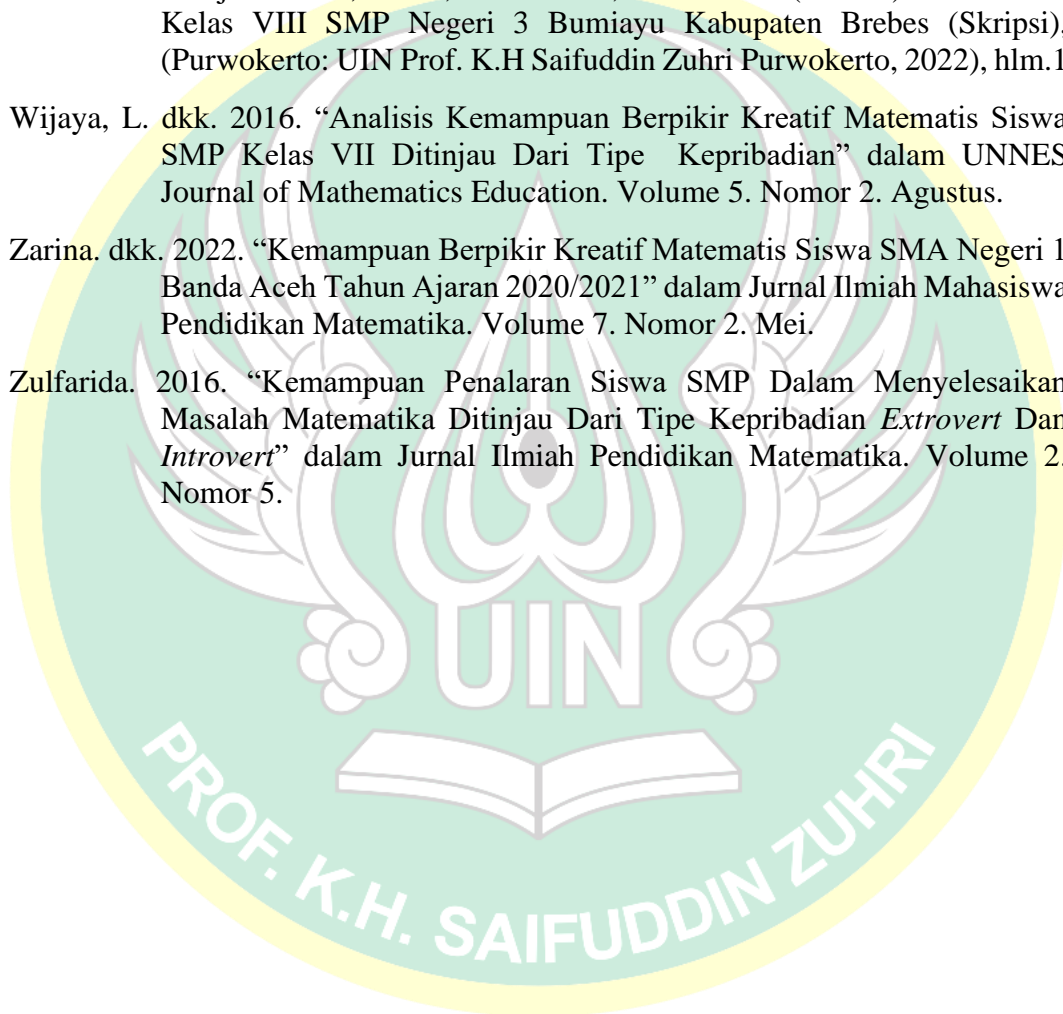 Kelas VIII SMP Negeri 3 Bumiayu Kabupaten Brebes (Skripsi),
(Purwokerto: UIN Prof. K.H Saifuddin Zuhri Purwokerto, 2022), hlm.1
Wijaya, L. dkk. 2016. “Analisis Kemampuan Berpikir Kreatif Matematis Siswa
SMP Kelas VII Ditinjau Dari Tipe Kepribadian” dalam UNNES
Journal of Mathematics Education. Volume 5. Nomor 2. Agustus.
Zarina. dkk. 2022. “Kemampuan Berpikir Kreatif Matematis Siswa SMA Negeri 1
Banda Aceh Tahun Ajaran 2020/2021” dalam Jurnal Ilmiah Mahasiswa
Pendidikan Matematika. Volume 7. Nomor 2. Mei.
Zulfarida. 2016. “Kemampuan Penalaran Siswa SMP Dalam Menyelesaikan
Masalah Matematika Ditinjau Dari Tipe Kepribadian Extrovert Dan
Introvert” dalam Jurnal Ilmiah Pendidikan Matematika. Volume 2.
Nomor 5.
UIN
PROF. K.H. SAIFUDDIN ZUHRI